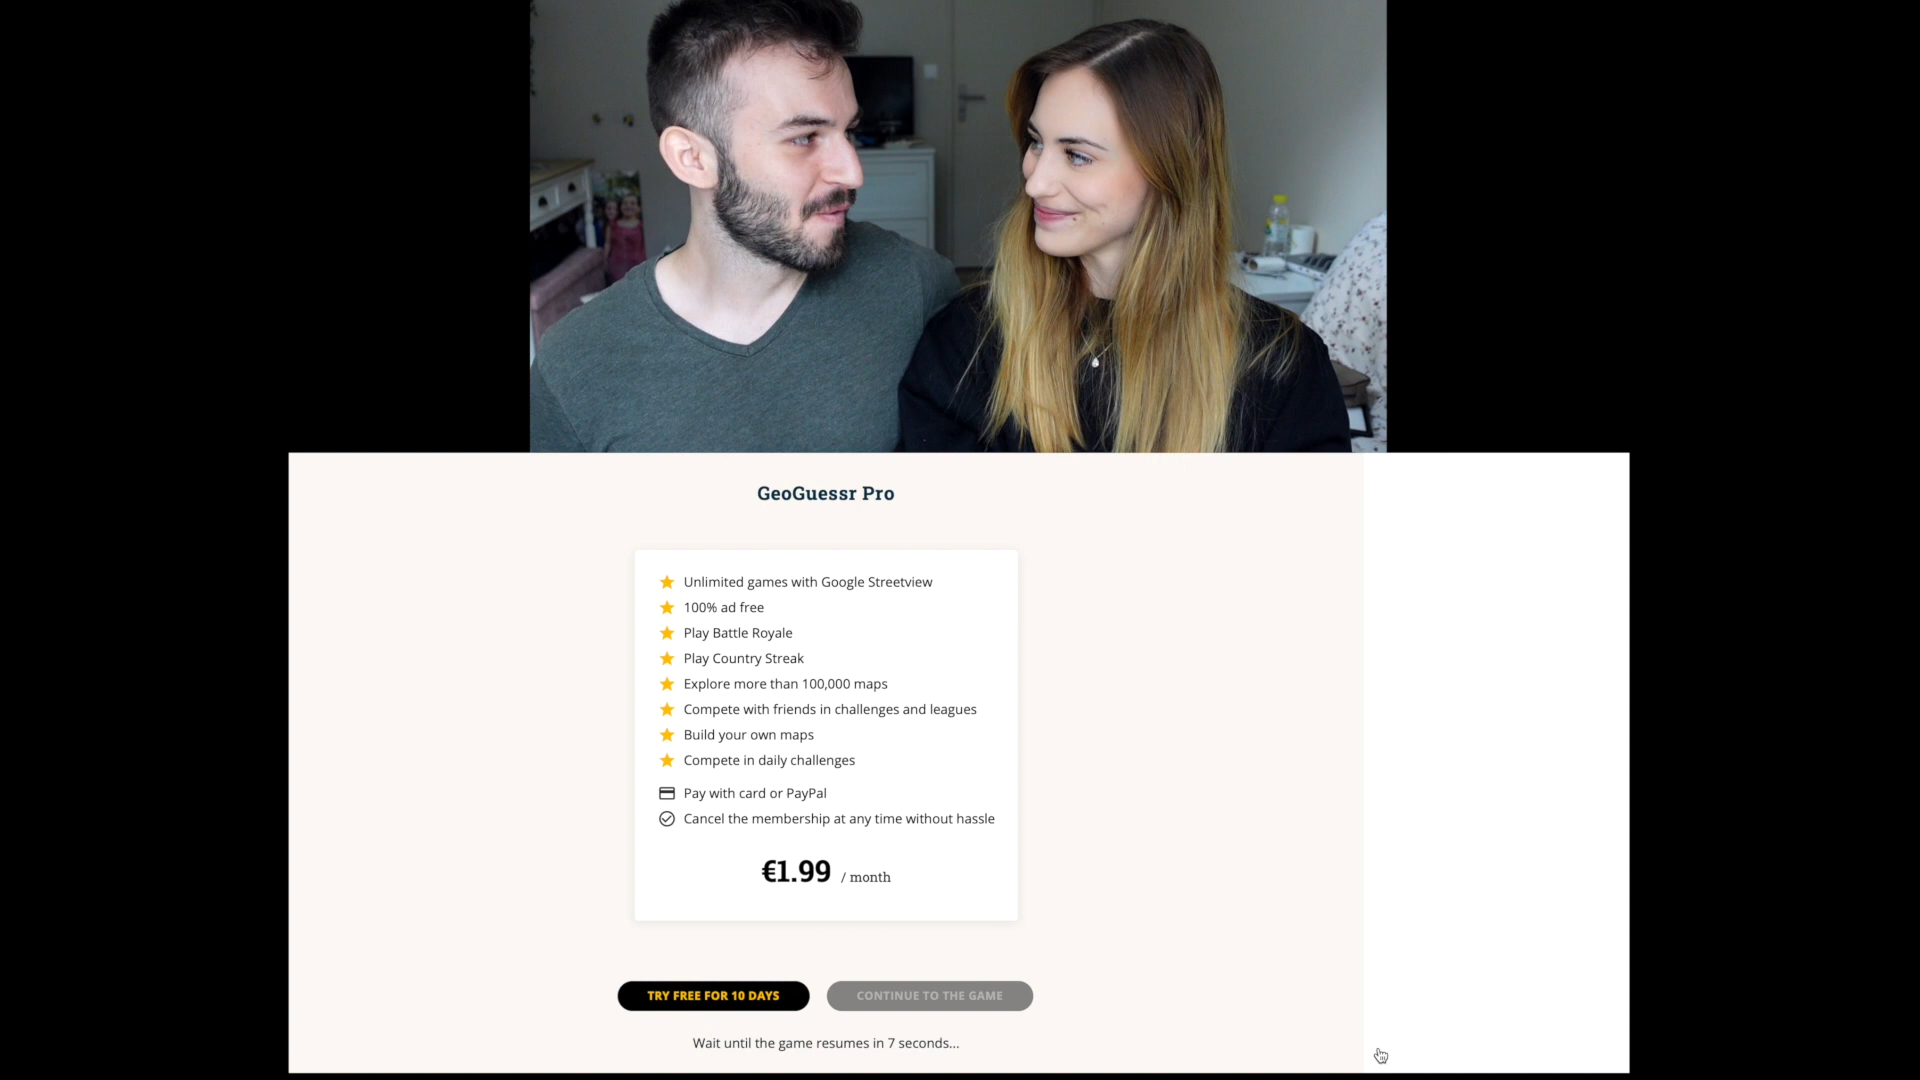 GeoGuessr Pro
Unlimited games with Google Streetview
100% ad free
Play Battle Royale
Play Country Streak
Explore more than 100,000 maps
Compete with friends in challenges and leagues
Build your own maps
Compete in daily challenges
Pay with card or PayPal
Cancel the membership at any time without hassle
€1.99 / month
TRY FREE FOR 10 DAYS
CONTINUE TO THE GAME
Wait until the game resumes in 7 seconds...